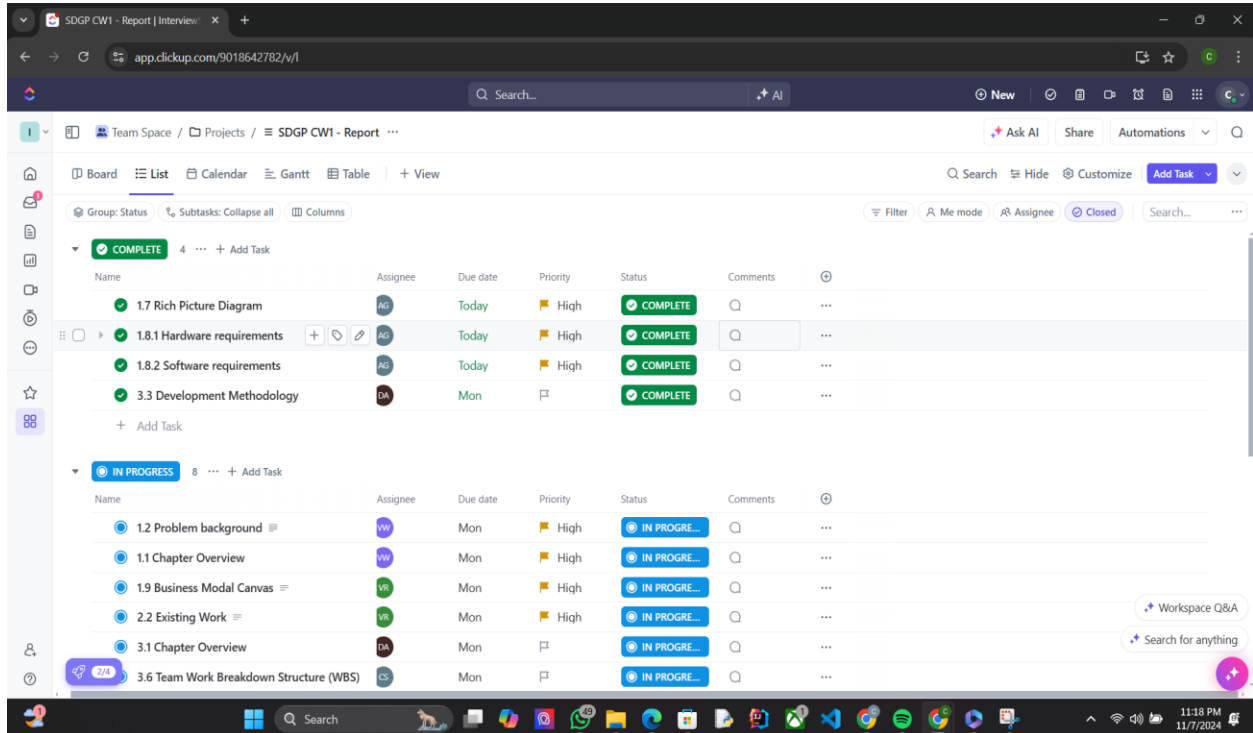 SDGP CW1 - Report | Interview
app.clickup.com/9018642782/v/l
C
Search...
AI
New
C
I
Team Space / Projects / SDGP CW1 - Report ...
Ask AI
Share
Automations
Board List Calendar Gantt Table + View
Search Hide Customize Add Task
1
Group: Status Subtasks: Collapse all Columns
Filter Me mode Assignee Closed Search... ...
COMPLETE 4 ... + Add Task
Name Assignee Due date Priority Status Comments
1.7 Rich Picture Diagram AG Today High COMPLETE ...
1.8.1 Hardware requirements AG Today High COMPLETE ...
1.8.2 Software requirements AG Today High COMPLETE ...
3.3 Development Methodology DA Mon COMPLETE ...
+ Add Task
IN PROGRESS 8 ... + Add Task
Name Assignee Due date Priority Status Comments
1.2 Problem background VW Mon High IN PROGRE... ...
1.1 Chapter Overview VW Mon High IN PROGRE... ...
1.9 Business Modal Canvas VR Mon High IN PROGRE... ...
2.2 Existing Work VR Mon High IN PROGRE... ...
3.1 Chapter Overview DA Mon IN PROGRE... ...
3.6 Team Work Breakdown Structure (WBS) CS Mon IN PROGRE... ...
Workspace Q&A
Search for anything
2/4
Search
49
1
11:18 PM
11/7/2024